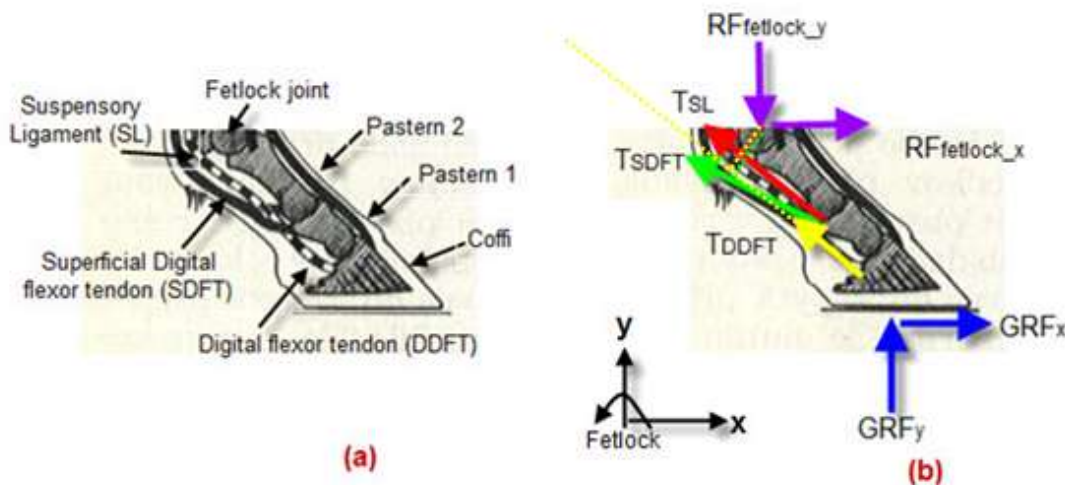 Fetlock joint
Suspensory
Ligament (SL)
Pastern 2
Pastern 1
Coffi
Superficial Digital
flexor tendon (SDFT)
Digital flexor tendon (DDFT)
(a)
RFfetlock_y
TSL
TSDFT
RFfetlock_x
TDDFT
GRFx
GRFy
y
x
Fetlock
(b)